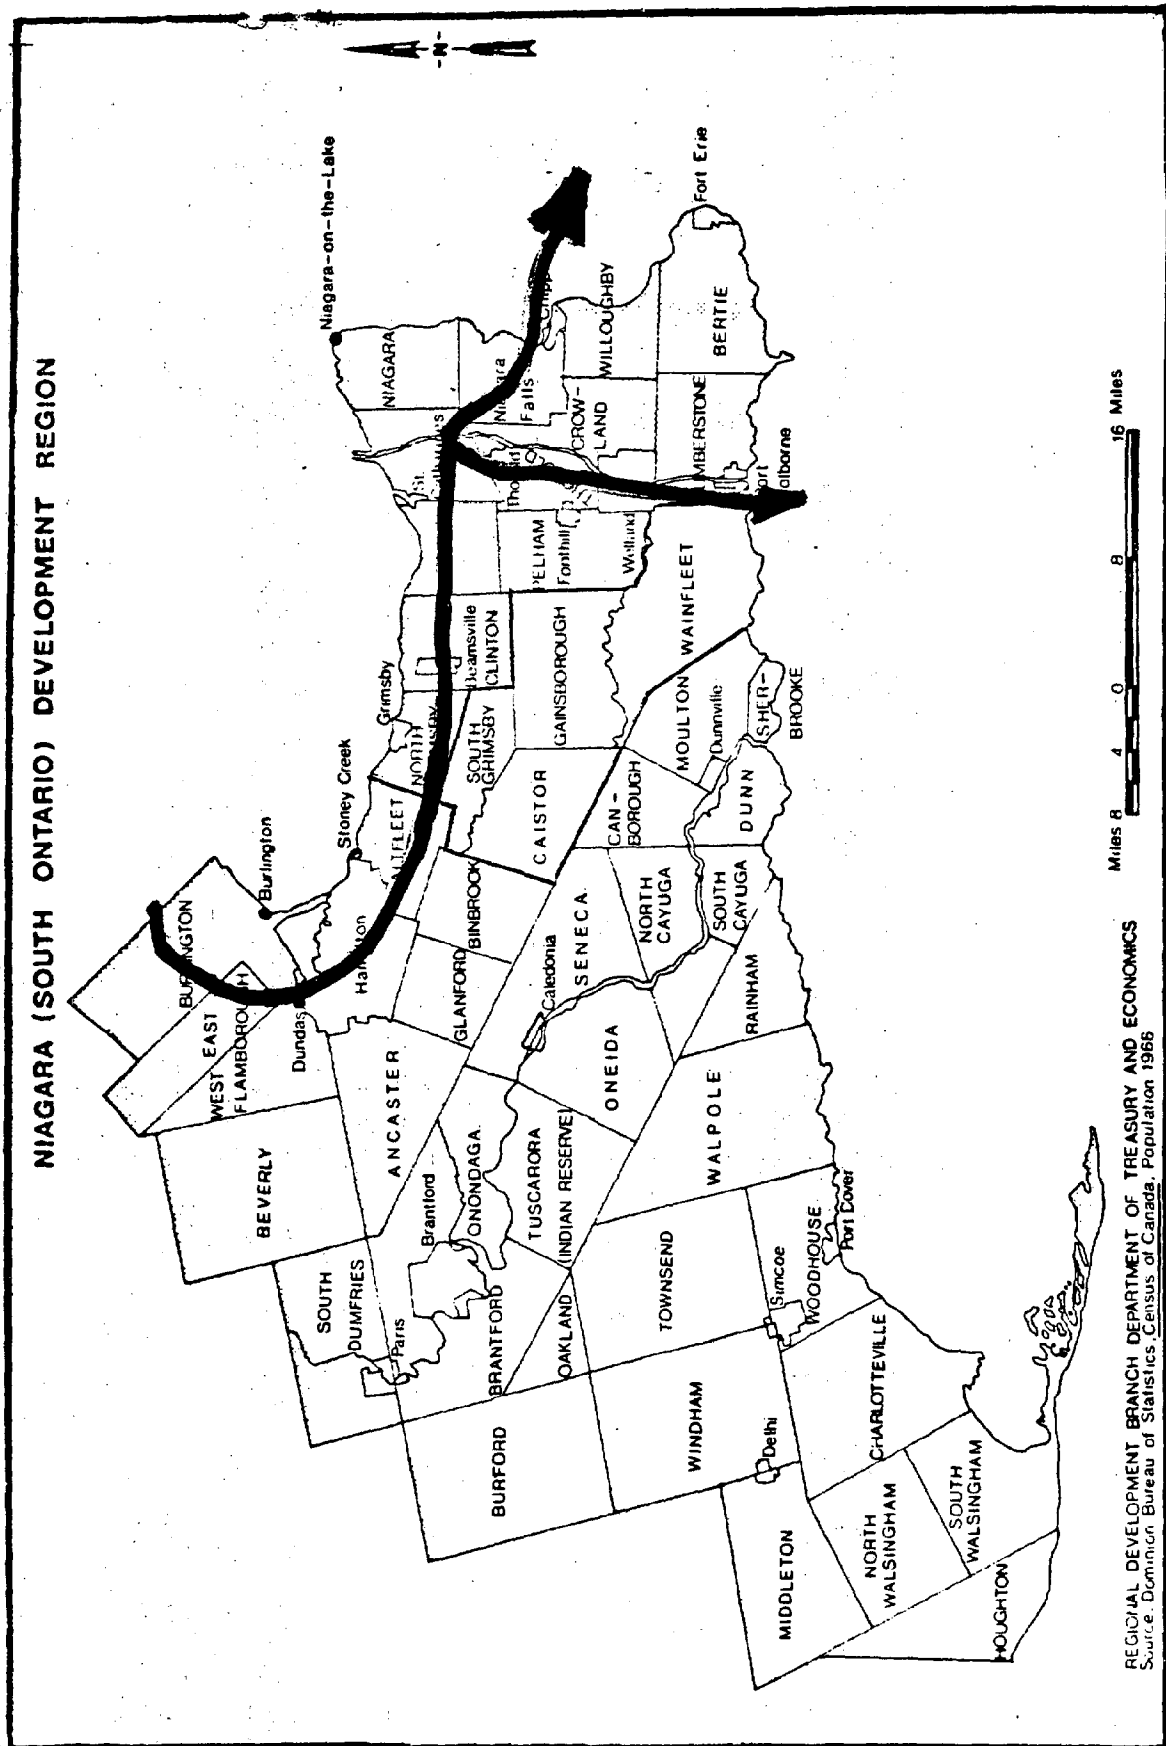 NIAGARA (SOUTH ONTARIO) DEVELOPMENT REGION
-N-
Niagara-on-the-Lake
Burlington
BURLINGTON
WEST EAST
FLAMBOROUGH
Dundas
Stoney Creek
Grimsby
NIAGARA
St.
BEVERLY
ANCASTER
NORTH
Beamsville
CLINTON
SOUTH
GRIMSBY
Falls
SOUTH
DUMFRIES
Paris
Brantford
ONONDAGA
GLANFORD
BINBROOK
CAISTOR
GAINSBOROUGH
PELHAM
Fonthill
Welland
CROW-
LAND
WILLOUGHBY
Fort Erie
BERTIE
BURFORD
BRANTFORD
OAKLAND
TUSCARORA
(INDIAN RESERVE)
Caledonia
SENECA
ONEIDA
CAN-
BOROUGH
NORTH
CAYUGA
SOUTH
CAYUGA
MOULTON
Dunnville
WAINFLEET
DUNN
SHER-
BROOKE
WINDHAM
TOWNSEND
WALPOLE
RAINHAM
Simcoe
WOODHOUSE
Port Dover
Delhi
CHARLOTTEVILLE
MIDDLETON
NORTH
WALSINGHAM
SOUTH
WALSINGHAM
HOUGHTON
Miles 8 4 0 8 16 Miles
REGIONAL DEVELOPMENT BRANCH DEPARTMENT OF TREASURY AND ECONOMICS
Source. Dominion Bureau of Statistics, Census of Canada, Population 1966